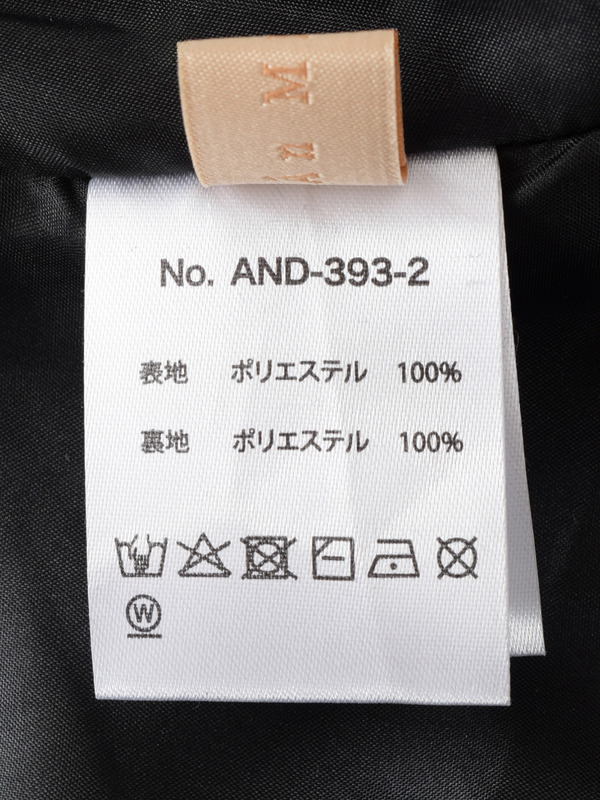 M
No. AND-393-2
表地 ポリエステル 100%
裏地 ポリエステル 100%
W